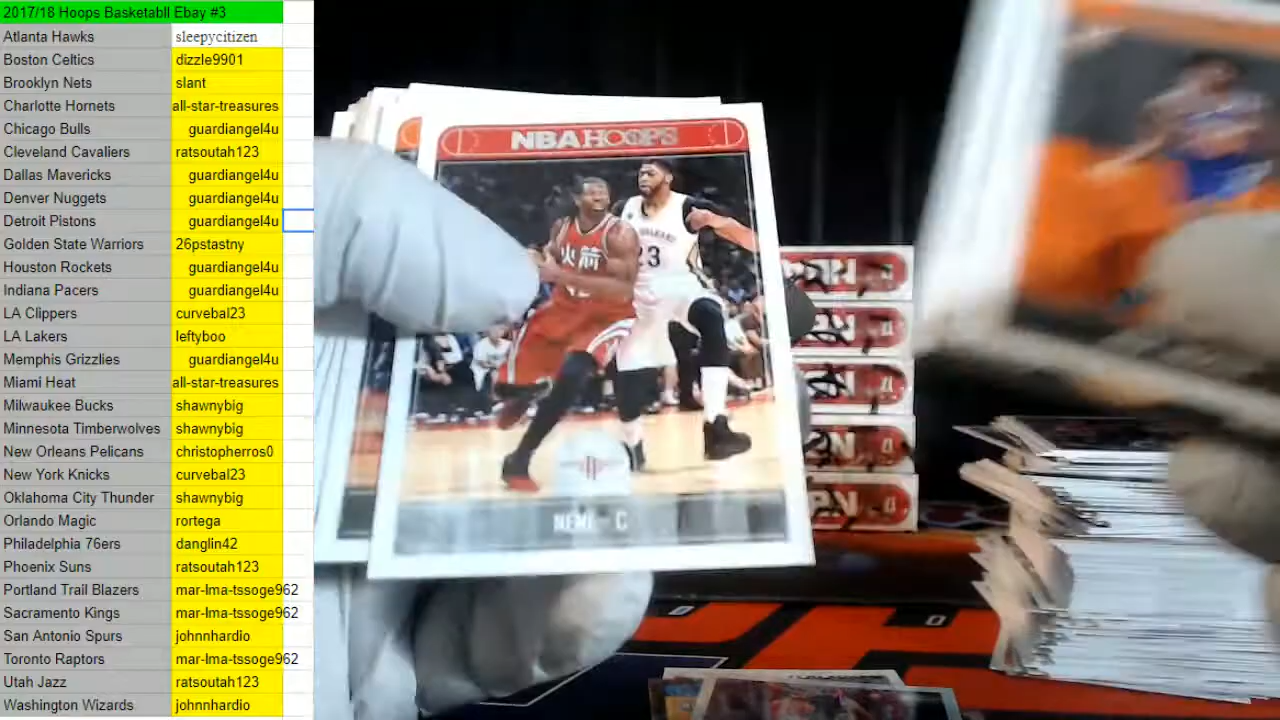 2017/18 Hoops Basketabll Ebay #3
Atlanta Hawks sleepycitizen
Boston Celtics dizzle9901
Brooklyn Nets slant
Charlotte Hornets all-star-treasures
Chicago Bulls guardiangel4u
Cleveland Cavaliers ratsoutah123
Dallas Mavericks guardiangel4u
Denver Nuggets guardiangel4u
Detroit Pistons guardiangel4u
Golden State Warriors 26pstastny
Houston Rockets guardiangel4u
Indiana Pacers guardiangel4u
LA Clippers curvebal23
LA Lakers leftyboo
Memphis Grizzlies guardiangel4u
Miami Heat all-star-treasures
Milwaukee Bucks shawnybig
Minnesota Timberwolves shawnybig
New Orleans Pelicans christopherros0
New York Knicks curvebal23
Oklahoma City Thunder shawnybig
Orlando Magic rortega
Philadelphia 76ers danglin42
Phoenix Suns ratsoutah123
Portland Trail Blazers mar-lma-tssoge962
Sacramento Kings mar-lma-tssoge962
San Antonio Spurs johnnhardio
Toronto Raptors mar-lma-tssoge962
Utah Jazz ratsoutah123
Washington Wizards johnnhardio
NBA HOOPS
23
火箭
NENE C